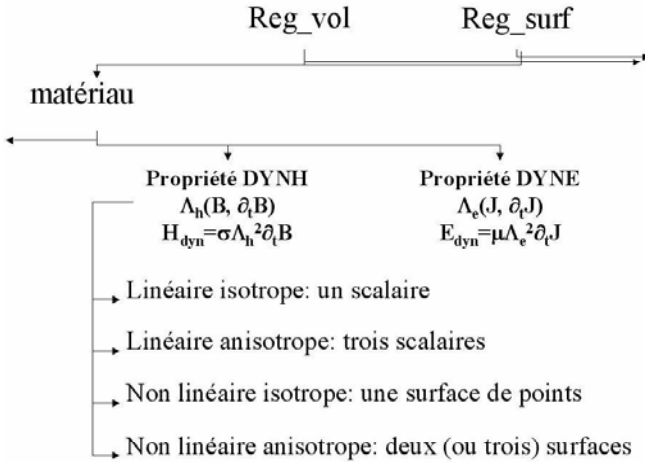 Reg_vol Reg_surf
matériau
Propriété DYNH
Λh(B, ∂tB)
Hdyn=σΛh²∂tB
Propriété DYNE
Λe(J, ∂tJ)
Edyn=μΛe²∂tJ
Linéaire isotrope: un scalaire
Linéaire anisotrope: trois scalaires
Non linéaire isotrope: une surface de points
Non linéaire anisotrope: deux (ou trois) surfaces